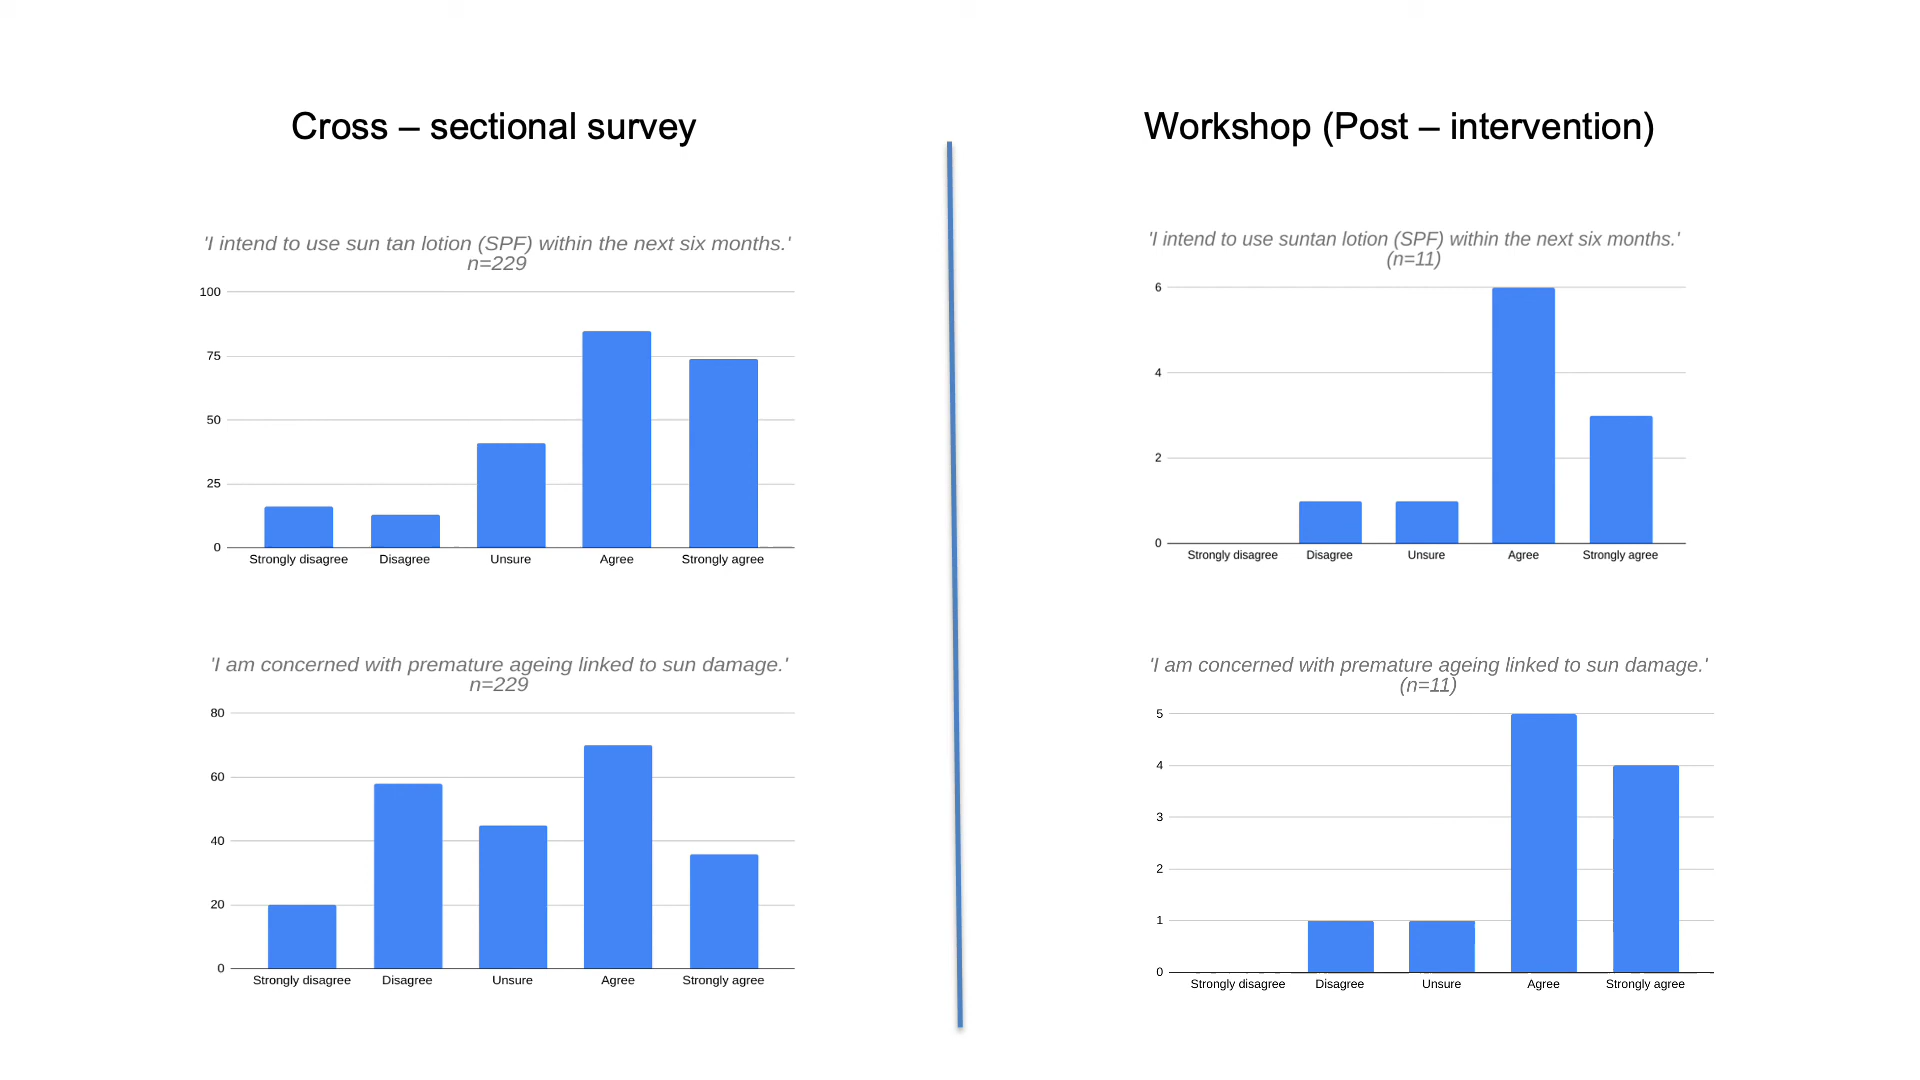 Cross – sectional survey
'I intend to use sun tan lotion (SPF) within the next six months.'
n=229
100
75
50
25
0
Strongly disagree Disagree Unsure Agree Strongly agree
'I am concerned with premature ageing linked to sun damage.'
n=229
80
60
40
20
0
Strongly disagree Disagree Unsure Agree Strongly agree
Workshop (Post – intervention)
'I intend to use suntan lotion (SPF) within the next six months.'
(n=11)
6
4
2
0
Strongly disagree Disagree Unsure Agree Strongly agree
'I am concerned with premature ageing linked to sun damage.'
(n=11)
5
4
3
2
1
0
Strongly disagree Disagree Unsure Agree Strongly agree